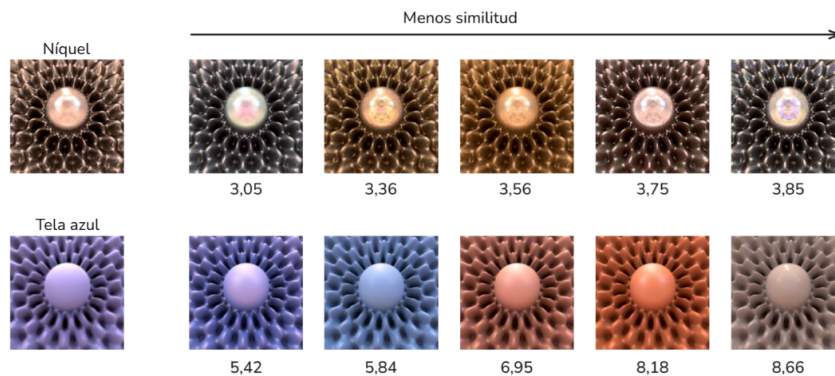 Menos similitud
Níquel
3,05 3,36 3,56 3,75 3,85
Tela azul
5,42 5,84 6,95 8,18 8,66